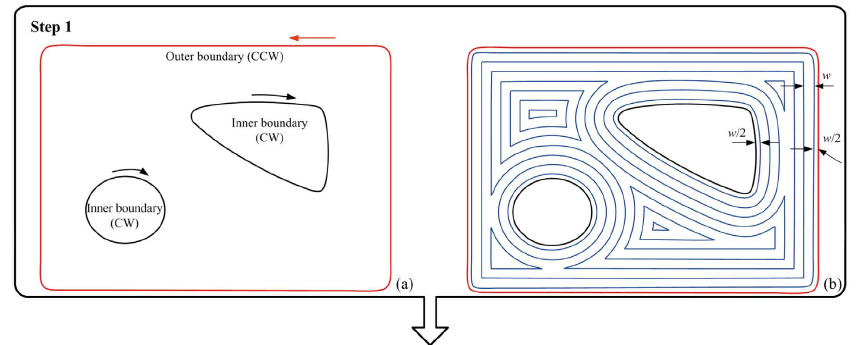 Step 1
Outer boundary (CCW)
Inner boundary
(CW)
Inner boundary
(CW)
(a)
w
w/2
w/2
(b)